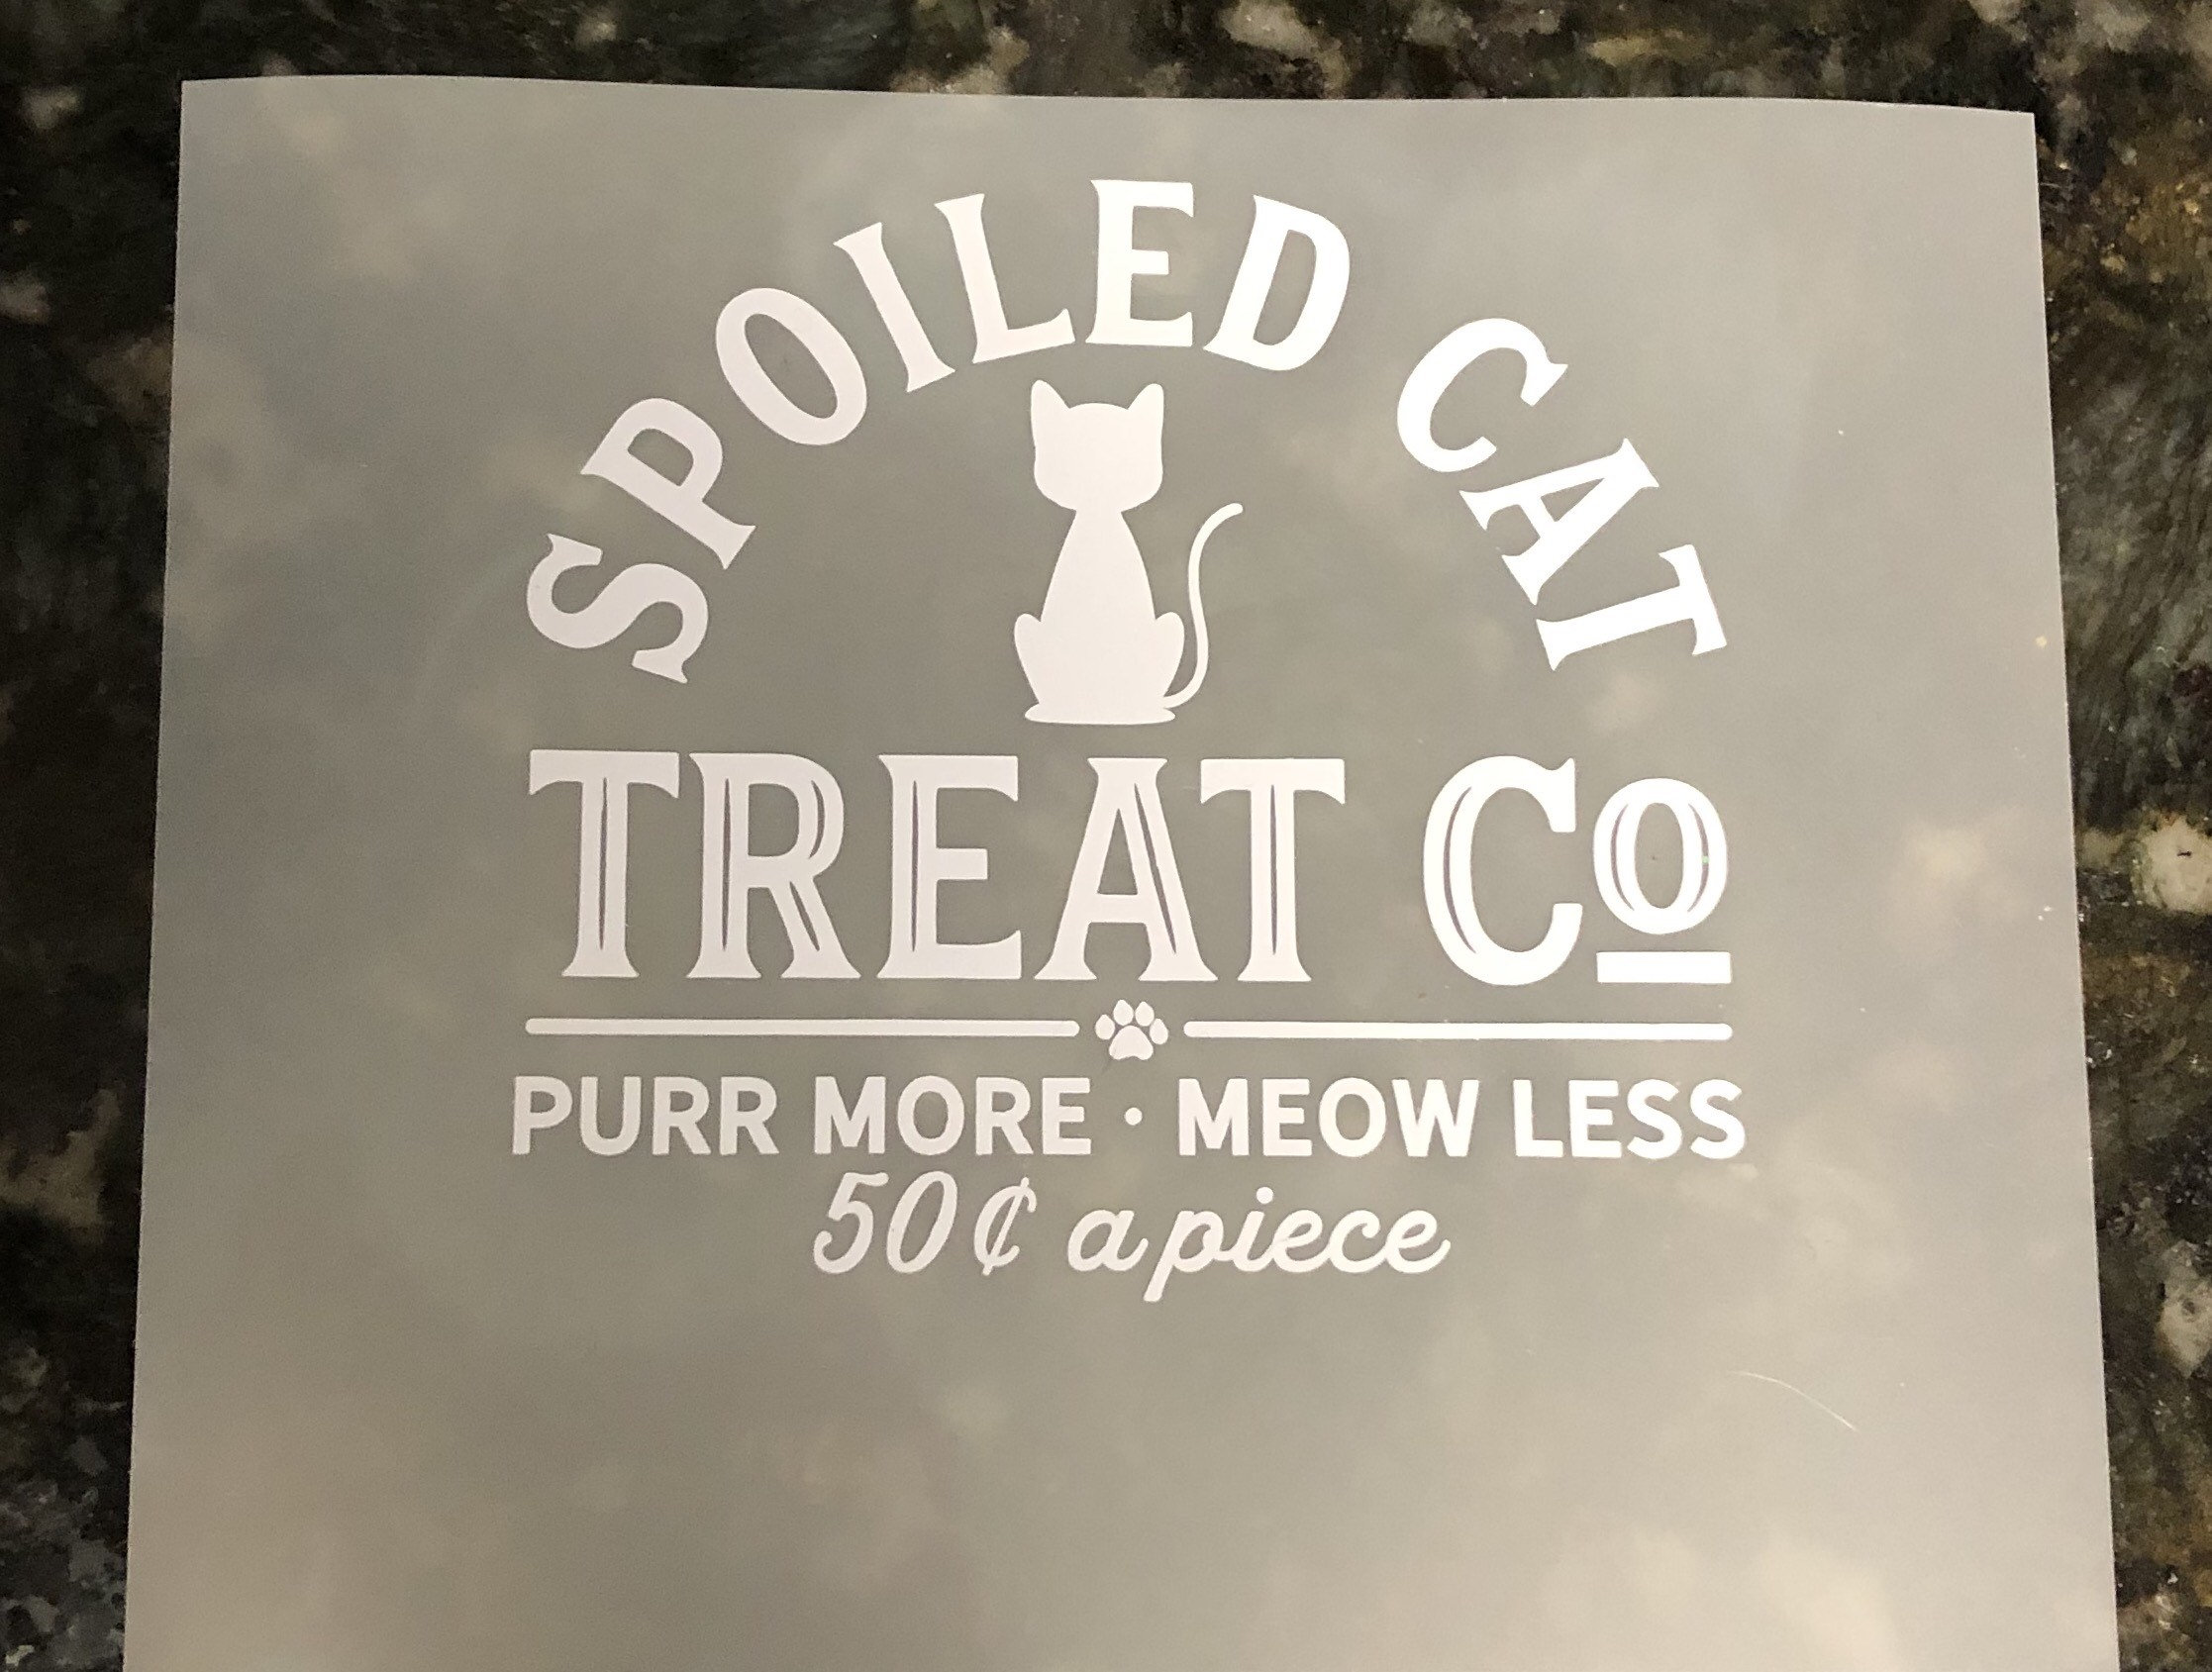 SPOILED CAT
TREAT Co
PURR MORE · MEOW LESS
50¢ a piece